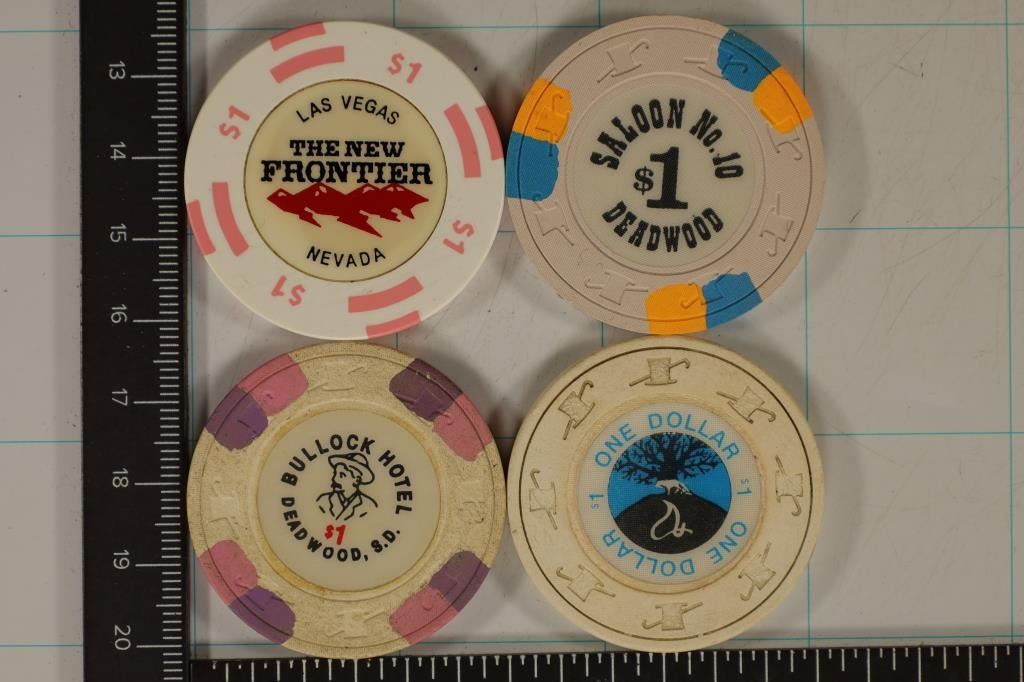 13
14
15
16
17
18
19
20
$1
$1
$1
$1
LAS VEGAS
THE NEW
FRONTIER
NEVADA
SALOON No. 10
$1
DEADWOOD
BULLOCK HOTEL
$1
DEADWOOD, S.D.
ONE DOLLAR
$1
$1
ONE DOLLAR